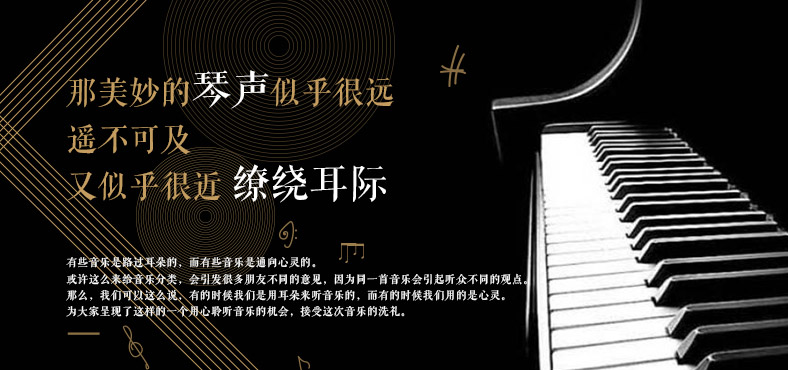 那美妙的琴声似乎很远
遥不可及
又似乎很近 缭绕耳际
有些音乐是路过耳朵的，而有些音乐是通向心灵的。
或许这么来给音乐分类，会引发很多朋友不同的意见，因为同一首音乐会引起听众不同的观点。
那么，我们可以这么说，有的时候我们是用耳朵来听音乐的，而有的时候我们用的是心灵。
为大家呈现了这样的一个用心聆听音乐的机会，接受这次音乐的洗礼。